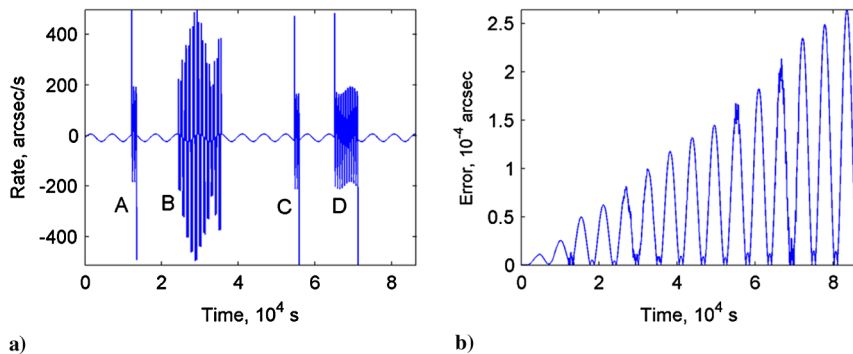 400
200
0
-200
-400
Rate, arcsec/s
A
B
C
D
0
2
4
6
8
Time, 10⁴ s
a)
2.5
2
1.5
1
0.5
0
Error, 10⁻⁴ arcsec
0
2
4
6
8
Time, 10⁴ s
b)